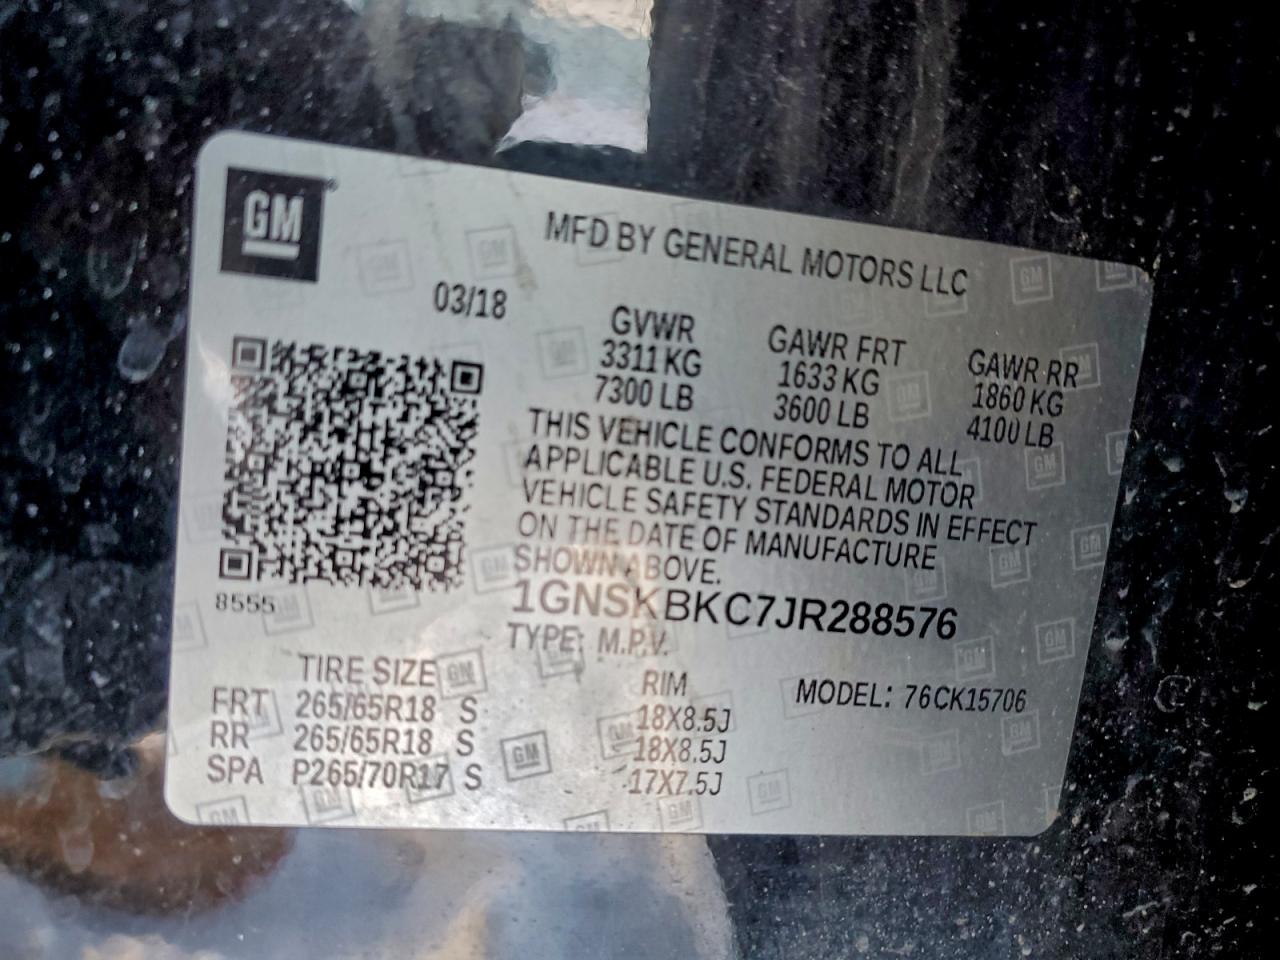 GM
MFD BY GENERAL MOTORS LLC
03/18
GVWR GAWR FRT GAWR RR
3311 KG 1633 KG 1860 KG
7300 LB 3600 LB 4100 LB
THIS VEHICLE CONFORMS TO ALL
APPLICABLE U.S. FEDERAL MOTOR
VEHICLE SAFETY STANDARDS IN EFFECT
ON THE DATE OF MANUFACTURE
SHOWN ABOVE.
8555
1GNSKBKC7JR288576
TYPE: M.P.V.
TIRE SIZE RIM MODEL: 76CK15706
FRT 265/65R18 S 18X8.5J
RR 265/65R18 S 18X8.5J
SPA P265/70R17 S 17X7.5J